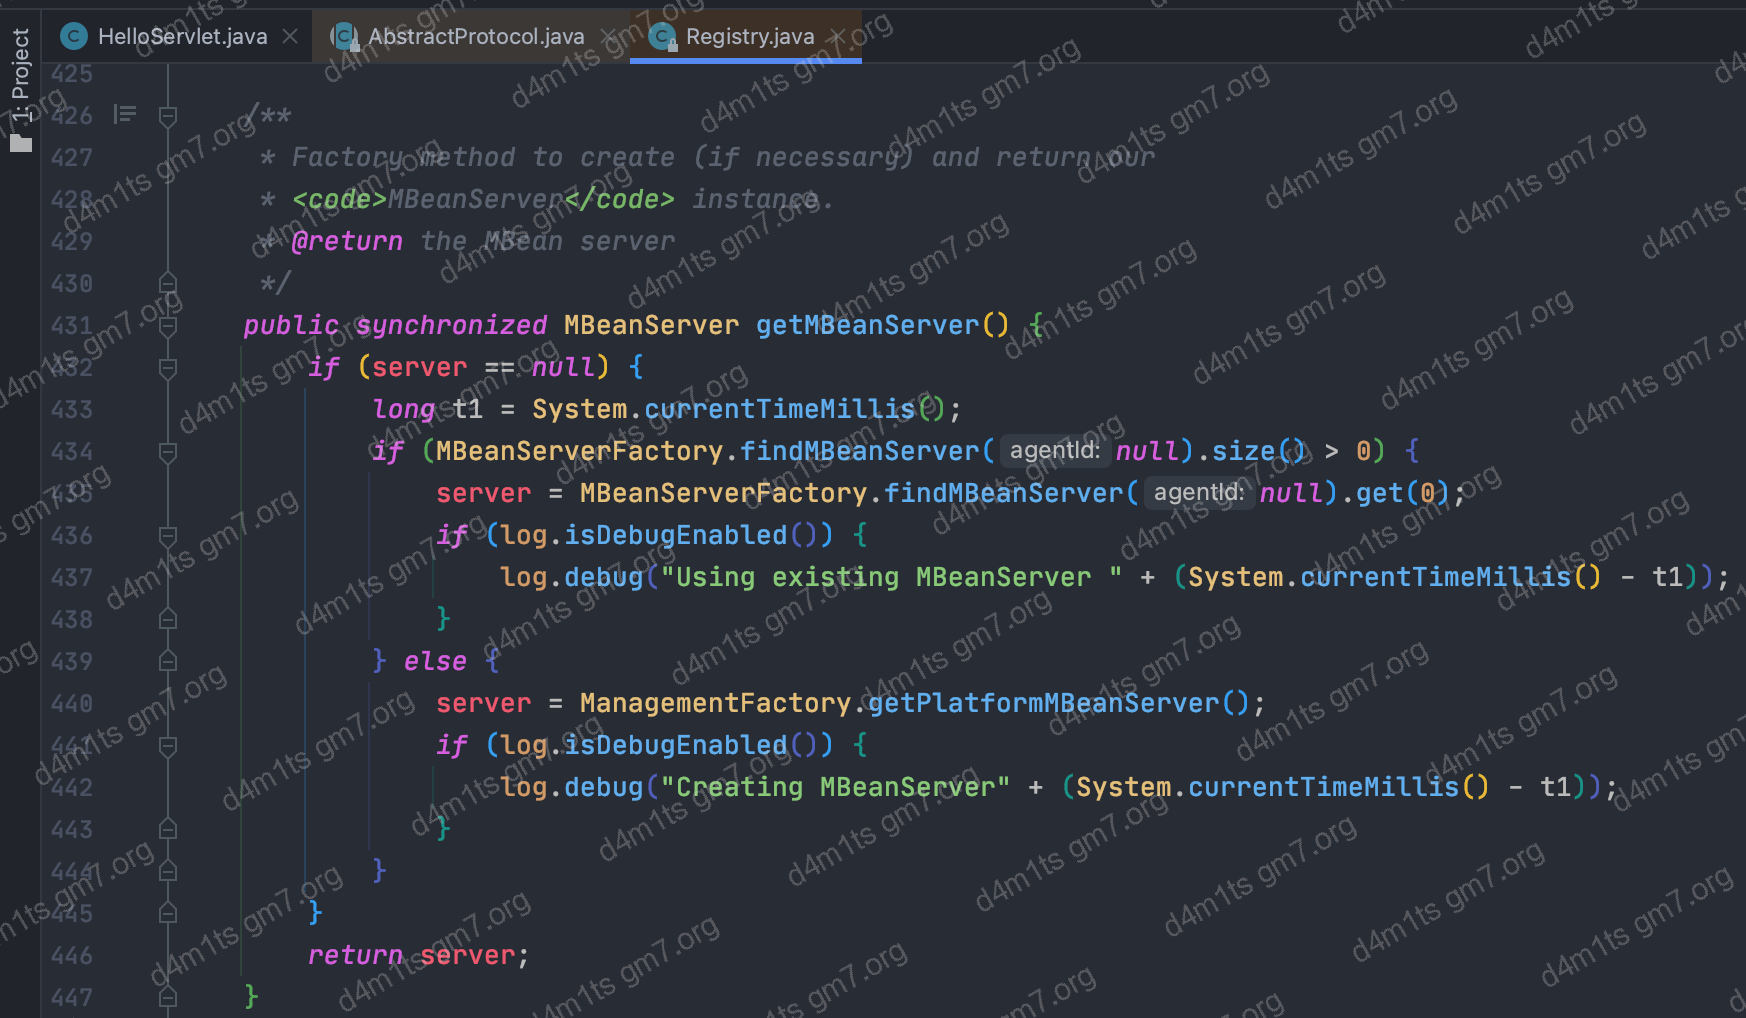 1: Project
HelloServlet.java
AbstractProtocol.java
Registry.java
425
426 /**
427 * Factory method to create (if necessary) and return our
428 * <code>MBeanServer</code> instance.
429 * @return the MBean server
430 */
431 public synchronized MBeanServer getMBeanServer() {
432 if (server == null) {
433 long t1 = System.currentTimeMillis();
434 if (MBeanServerFactory.findMBeanServer( agentId: null).size() > 0) {
435 server = MBeanServerFactory.findMBeanServer( agentId: null).get(0);
436 if (log.isDebugEnabled()) {
437 log.debug("Using existing MBeanServer " + (System.currentTimeMillis() - t1));
438 }
439 } else {
440 server = ManagementFactory.getPlatformMBeanServer();
441 if (log.isDebugEnabled()) {
442 log.debug("Creating MBeanServer" + (System.currentTimeMillis() - t1));
443 }
444 }
445 }
446 return server;
447 }
d4m1ts gm7.org